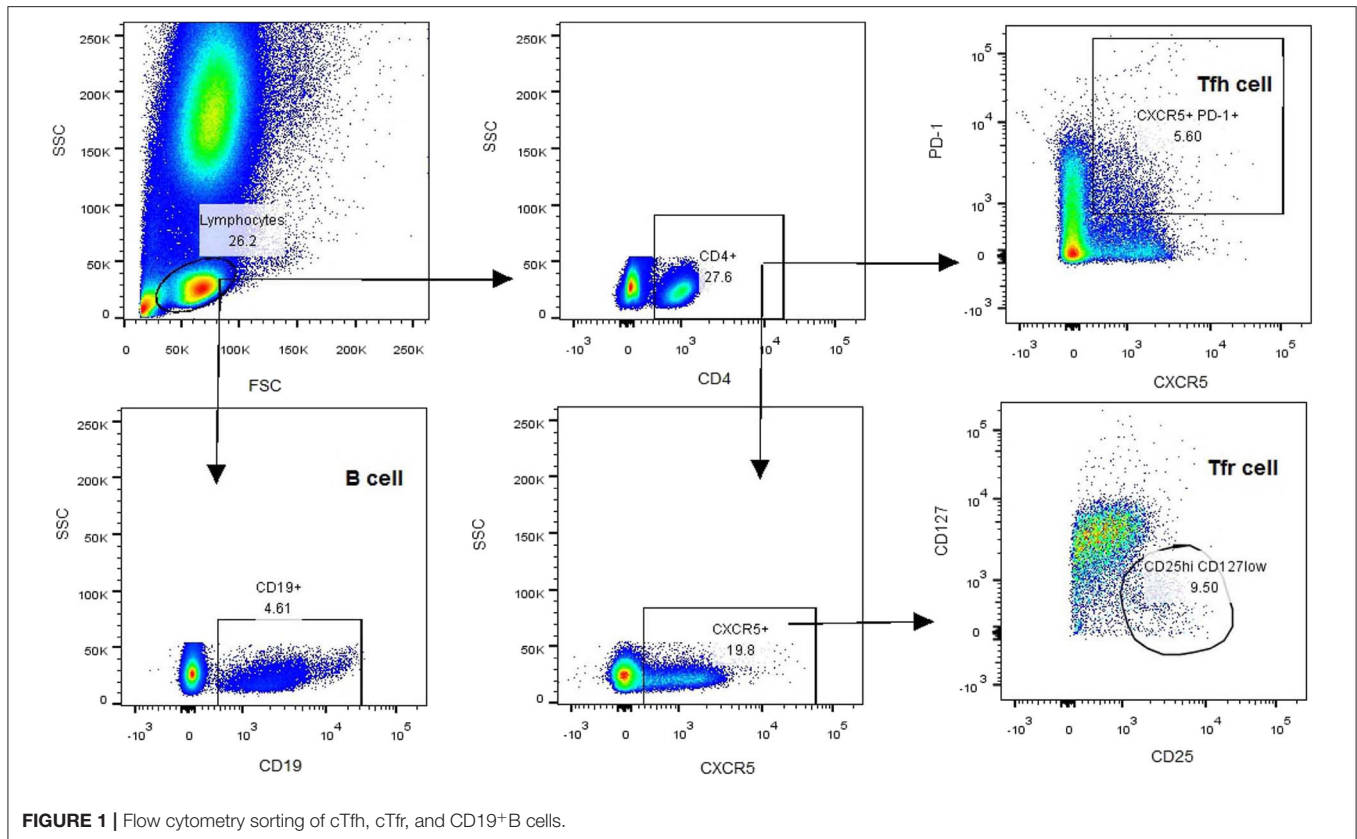 250K
200K
150K
100K
50K
0
SSC
Lymphocytes
26.2
0 50K 100K 150K 200K 250K
FSC
250K
200K
150K
100K
50K
0
SSC
CD4+
27.6
-10³ 0 10³ 10⁴ 10⁵
CD4
10⁵
10⁴
10³
0
-10³
PD-1
Tfh cell
CXCR5+ PD-1+
5.60
-10³ 0 10³ 10⁴ 10⁵
CXCR5
250K
200K
150K
100K
50K
0
SSC
B cell
CD19+
4.61
-10³ 0 10³ 10⁴ 10⁵
CD19
250K
200K
150K
100K
50K
0
SSC
CXCR5+
19.8
-10³ 0 10³ 10⁴ 10⁵
CXCR5
10⁵
10⁴
10³
0
-10³
CD127
Tfr cell
CD25hi CD127low
9.50
-10³ 0 10³ 10⁴ 10⁵
CD25
FIGURE 1 | Flow cytometry sorting of cTfh, cTfr, and CD19⁺B cells.